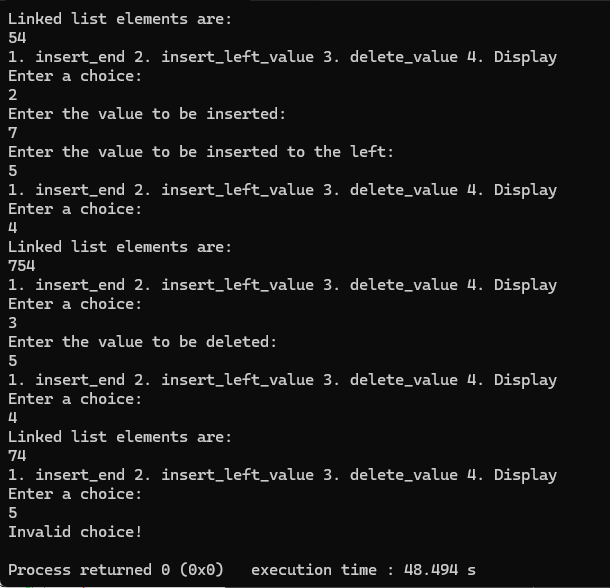 Linked list elements are:
54
1. insert_end 2. insert_left_value 3. delete_value 4. Display
Enter a choice:
2
Enter the value to be inserted:
7
Enter the value to be inserted to the left:
5
1. insert_end 2. insert_left_value 3. delete_value 4. Display
Enter a choice:
4
Linked list elements are:
754
1. insert_end 2. insert_left_value 3. delete_value 4. Display
Enter a choice:
3
Enter the value to be deleted:
5
1. insert_end 2. insert_left_value 3. delete_value 4. Display
Enter a choice:
4
Linked list elements are:
74
1. insert_end 2. insert_left_value 3. delete_value 4. Display
Enter a choice:
5
Invalid choice!
Process returned 0 (0x0)   execution time : 48.494 s